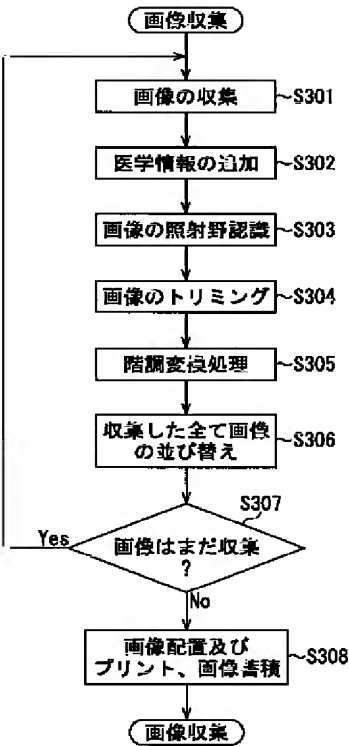 画像収集
画像の収集 ~S301
医学情報の追加 ~S302
画像の照射野認識 ~S303
画像のトリミング ~S304
階調変換処理 ~S305
収集した全て画像
の並び替え ~S306
S307
Yes 画像はまだ収集
?
No
画像配置及び
プリント、画像蓄積 ~S308
画像収集